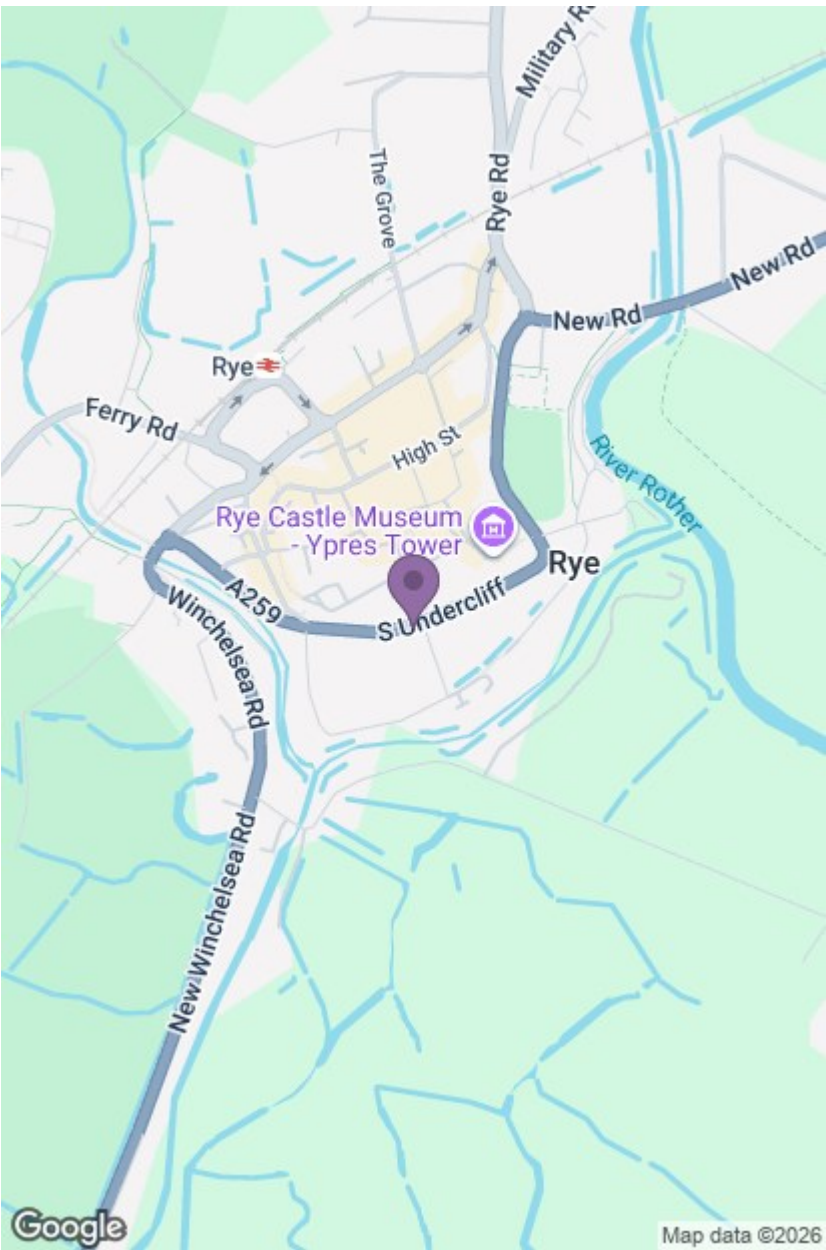 Military Rd
The Grove
Rye Rd
New Rd
New Rd
Rye
Ferry Rd
High St
River Rother
Rye Castle Museum
- Ypres Tower
Rye
A259
S Undercliff
Winchelsea Rd
New Winchelsea Rd
Google
Map data ©2026